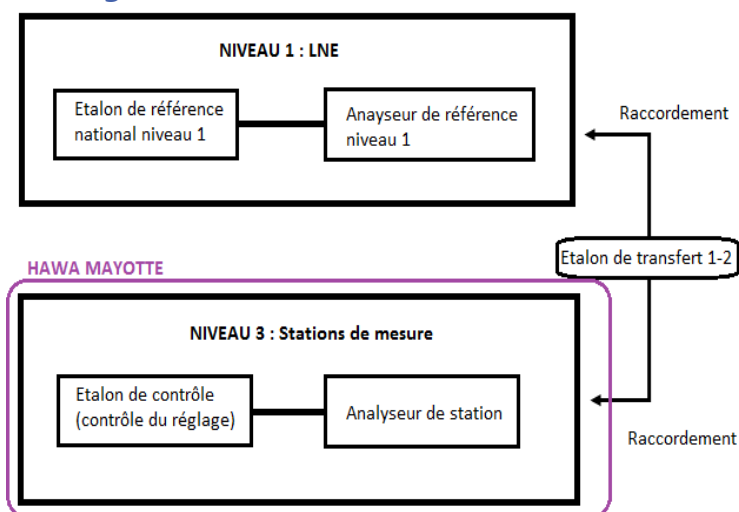 NIVEAU 1 : LNE
Etalon de référence
national niveau 1
Anayseur de référence
niveau 1
Raccordement
Etalon de transfert 1-2
HAWA MAYOTTE
NIVEAU 3 : Stations de mesure
Etalon de contrôle
(contrôle du réglage)
Analyseur de station
Raccordement